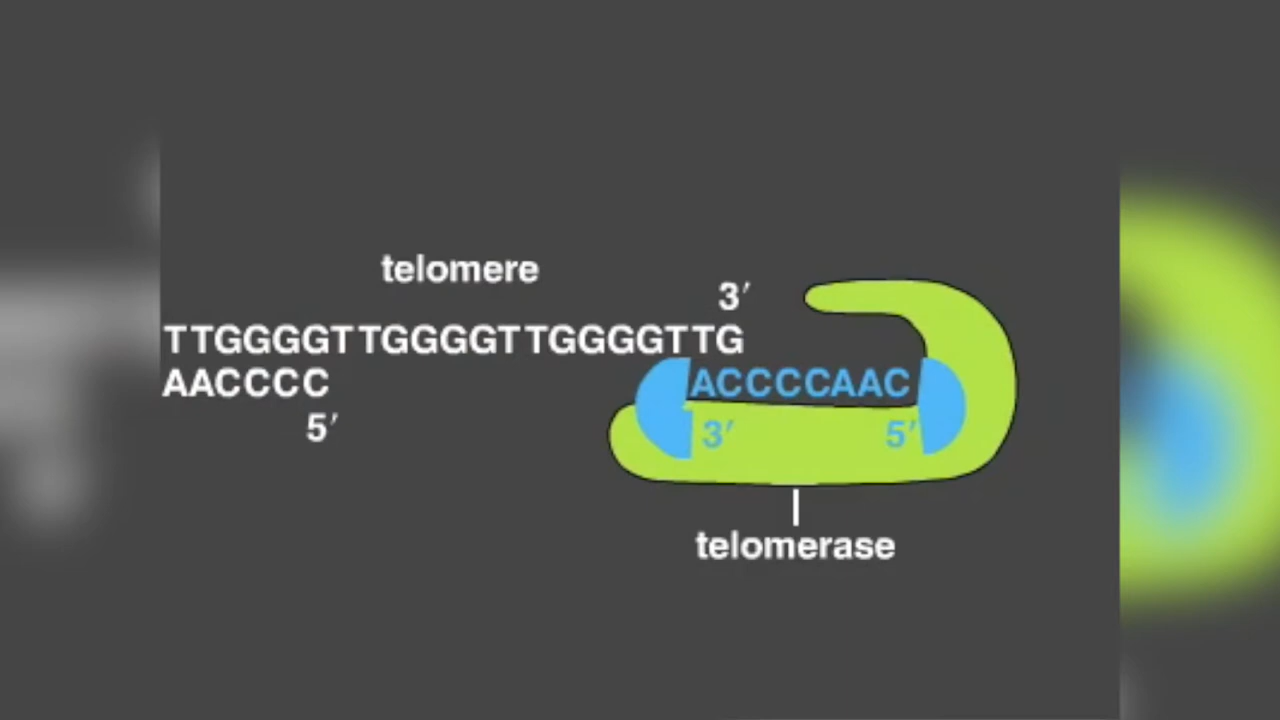 telomere
3′
TTGGGGTTGGGGTTGGGGTTG
AACCCC
ACCCCAAC
5′
3′
5′
telomerase